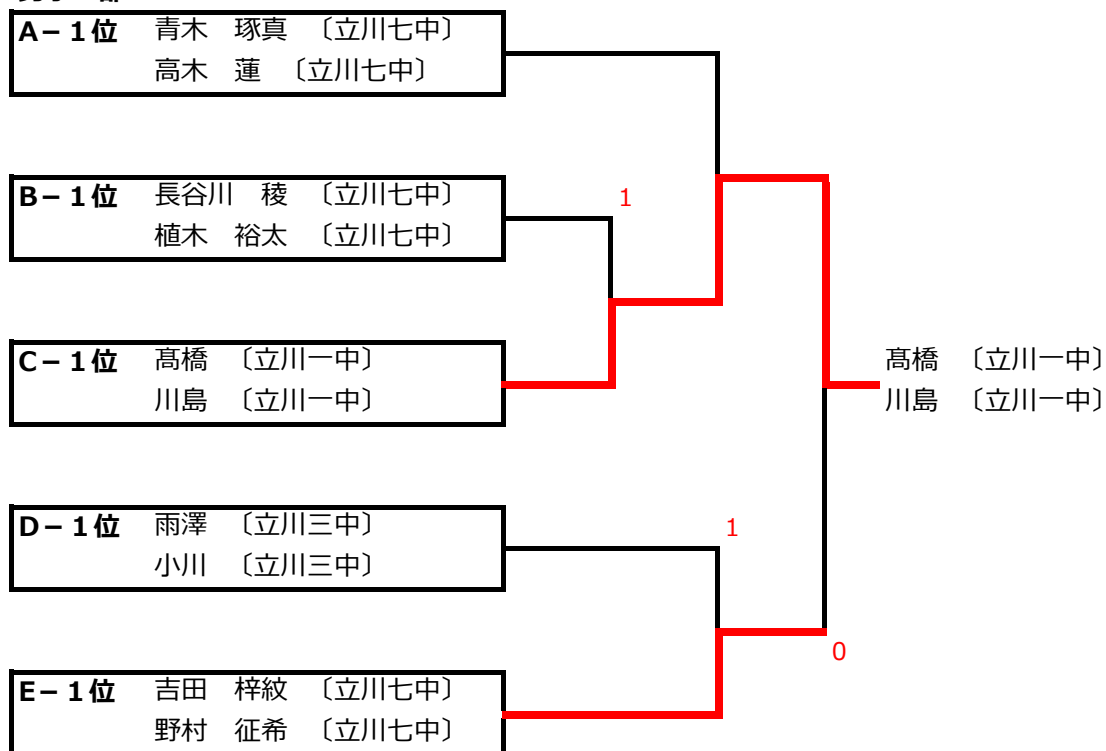 A－1位 青木 琢真 〔立川七中〕
高木 蓮 〔立川七中〕
B－1位 長谷川 稜 〔立川七中〕
植木 裕太 〔立川七中〕
1
C－1位 髙橋 〔立川一中〕
川島 〔立川一中〕
髙橋 〔立川一中〕
川島 〔立川一中〕
D－1位 雨澤 〔立川三中〕
小川 〔立川三中〕
1
0
E－1位 吉田 梓紋 〔立川七中〕
野村 征希 〔立川七中〕